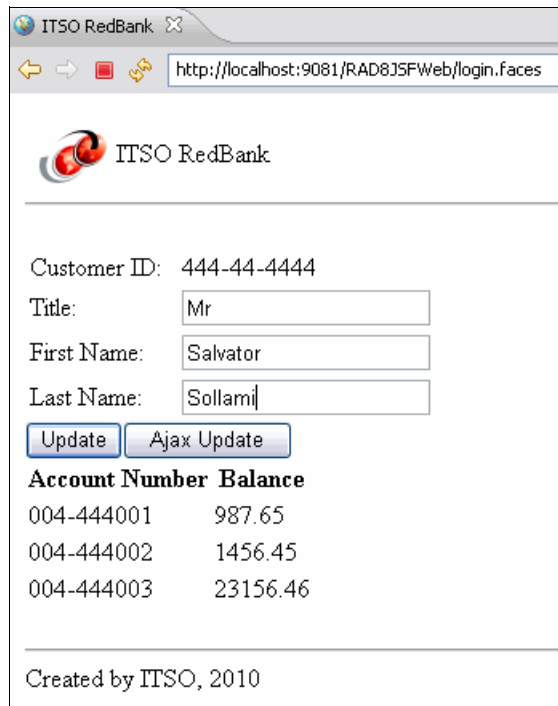 ITSO RedBank
http://localhost:9081/RAD8JSFWeb/login.faces
ITSO RedBank
Customer ID: 444-44-4444
Title: Mr
First Name: Salvator
Last Name: Sollami
Update Ajax Update
Account Number Balance
004-444001 987.65
004-444002 1456.45
004-444003 23156.46
Created by ITSO, 2010